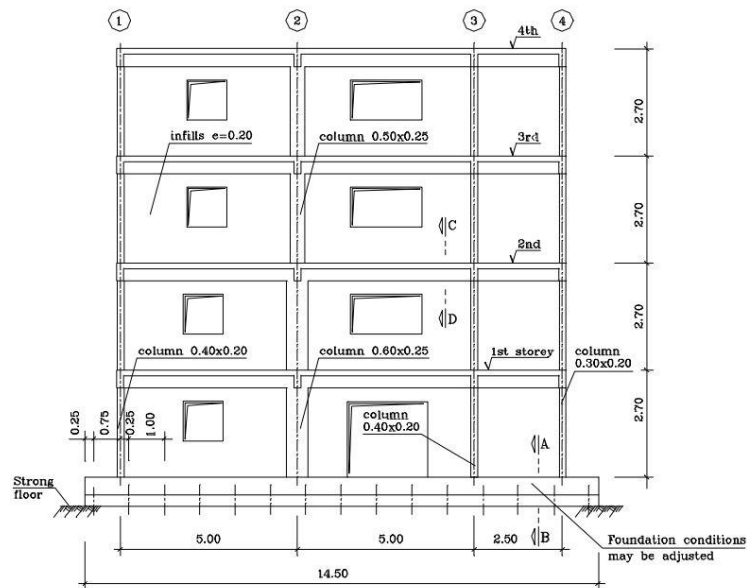 1 2 3 4
4th
infills e=0.20
column 0.50x0.25
3rd
2.70
C
2.70
2nd
D
column 0.40x0.20
column 0.60x0.25
1st storey
column
0.30x0.20
2.70
0.25
0.75
0.25
1.00
column
0.40x0.20
A
2.70
Strong
floor
5.00
5.00
2.50
B
Foundation conditions
may be adjusted
14.50